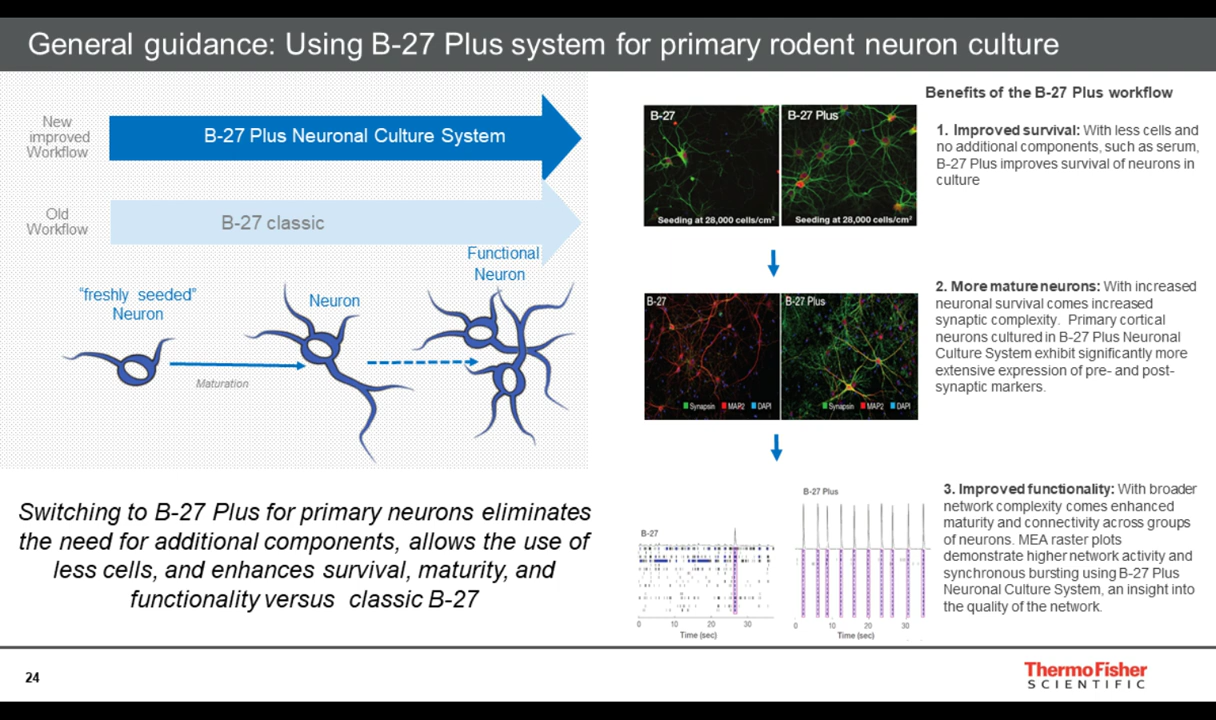 General guidance: Using B-27 Plus system for primary rodent neuron culture
New
improved
Workflow
B-27 Plus Neuronal Culture System
Old
Workflow
B-27 classic
Functional
Neuron
“freshly seeded”
Neuron
Neuron
Maturation
Switching to B-27 Plus for primary neurons eliminates
the need for additional components, allows the use of
less cells, and enhances survival, maturity, and
functionality versus classic B-27
Benefits of the B-27 Plus workflow
B-27
B-27 Plus
Seeding at 28,000 cells/cm²
Seeding at 28,000 cells/cm²
1. Improved survival: With less cells and
no additional components, such as serum,
B-27 Plus improves survival of neurons in
culture
B-27
B-27 Plus
Synapsin MAP2 DAPI
Synapsin MAP2 DAPI
2. More mature neurons: With increased
neuronal survival comes increased
synaptic complexity. Primary cortical
neurons cultured in B-27 Plus Neuronal
Culture System exhibit significantly more
extensive expression of pre- and post-
synaptic markers.
B-27
0 10 20 30
Time (sec)
B-27 Plus
0 10 20 30
Time (sec)
3. Improved functionality: With broader
network complexity comes enhanced
maturity and connectivity across groups
of neurons. MEA raster plots
demonstrate higher network activity and
synchronous bursting using B-27 Plus
Neuronal Culture System, an insight into
the quality of the network.
24
ThermoFisher
SCIENTIFIC